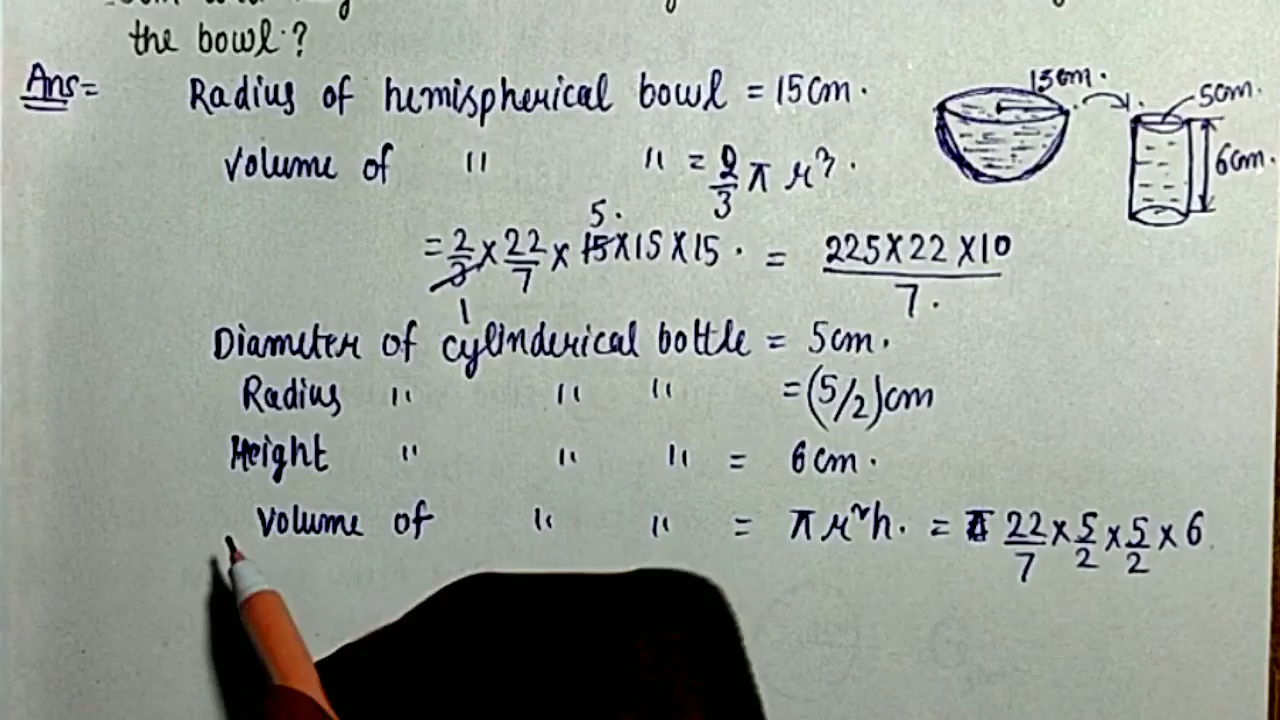 the bowl ?
Ans = Radius of hemispherical bowl = 15cm.
Volume of " " = 2/3 π r³.
= 2/3 × 22/7 × 15 × 15 × 15 . = 225×22×10/7.
5.
1
Diameter of cylinderical bottle = 5cm.
Radius " " " = (5/2)cm
Height " " " = 6cm.
Volume of " " = π r²h. = 22/7 × 5/2 × 5/2 × 6
15cm.
5cm.
6cm.